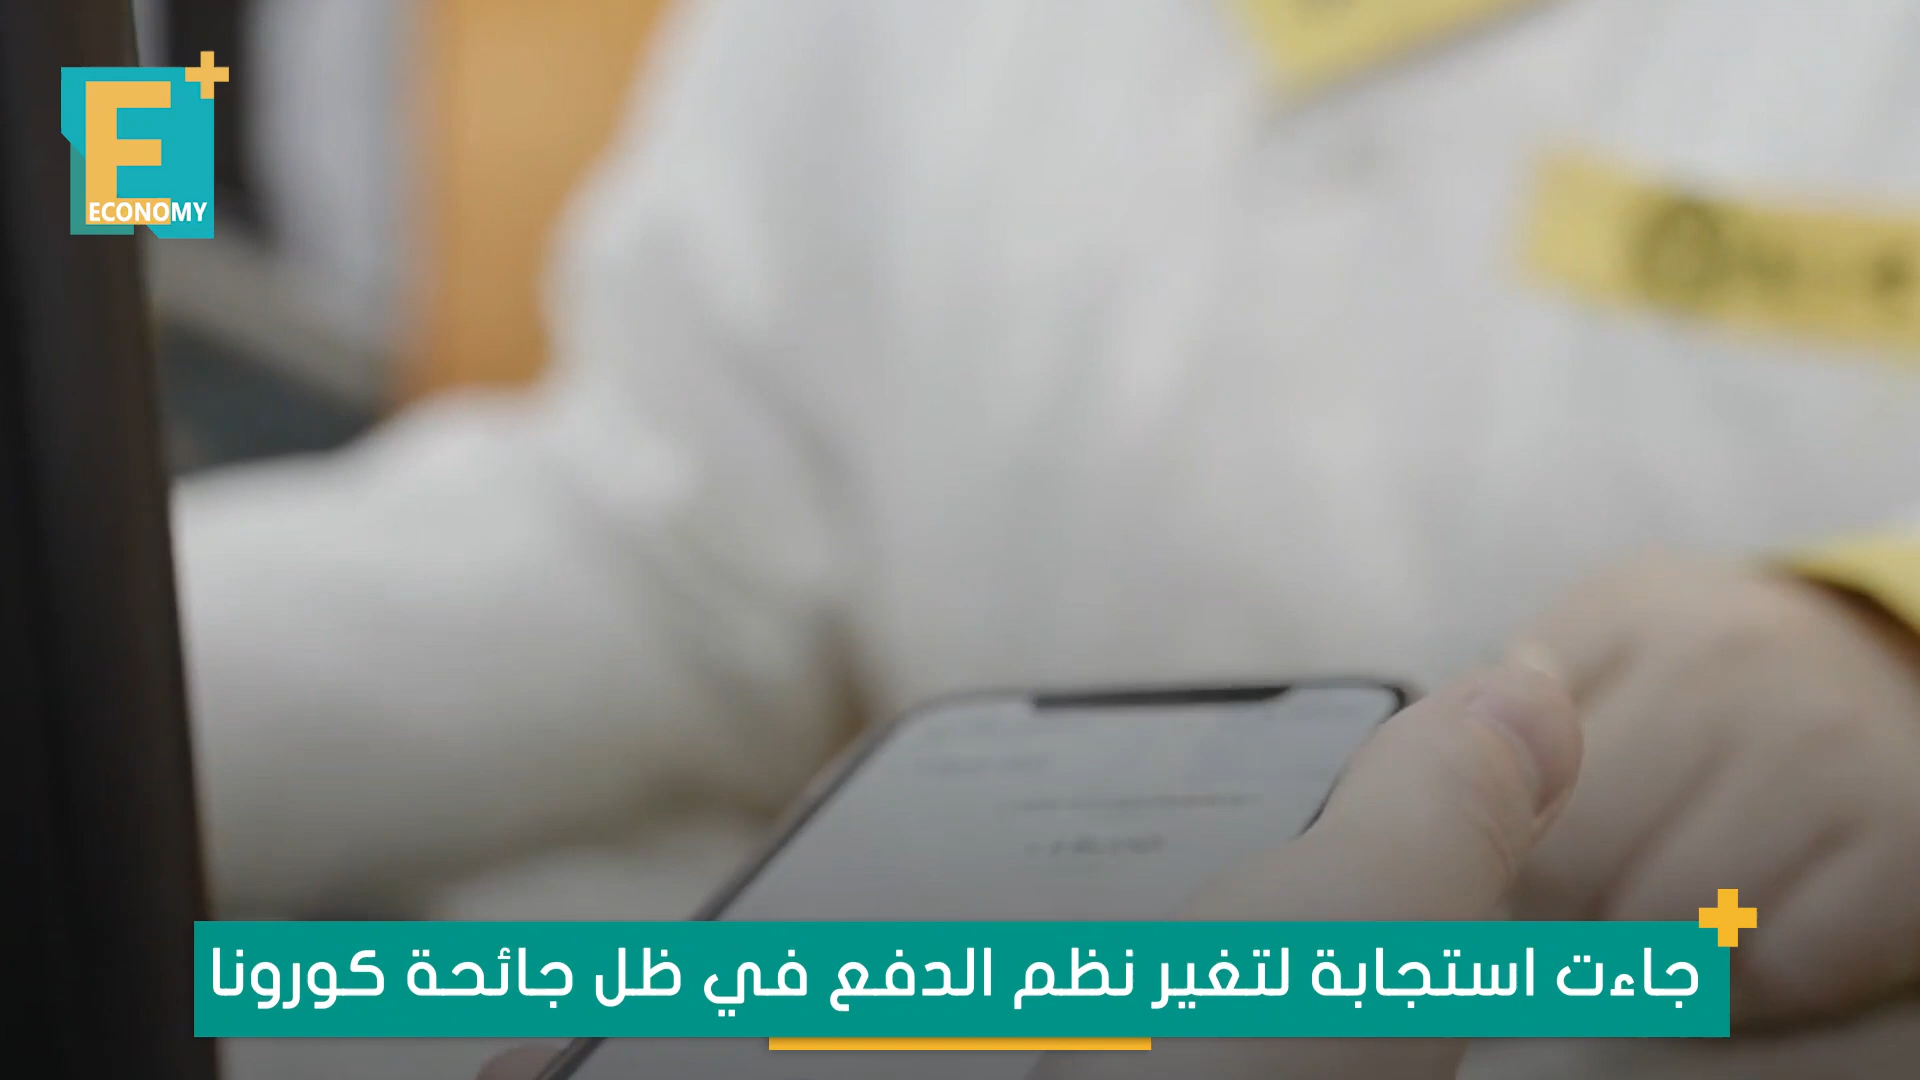 E+
ECONOMY
جاءت استجابة لتغير نظم الدفع في ظل جائحة كورونا